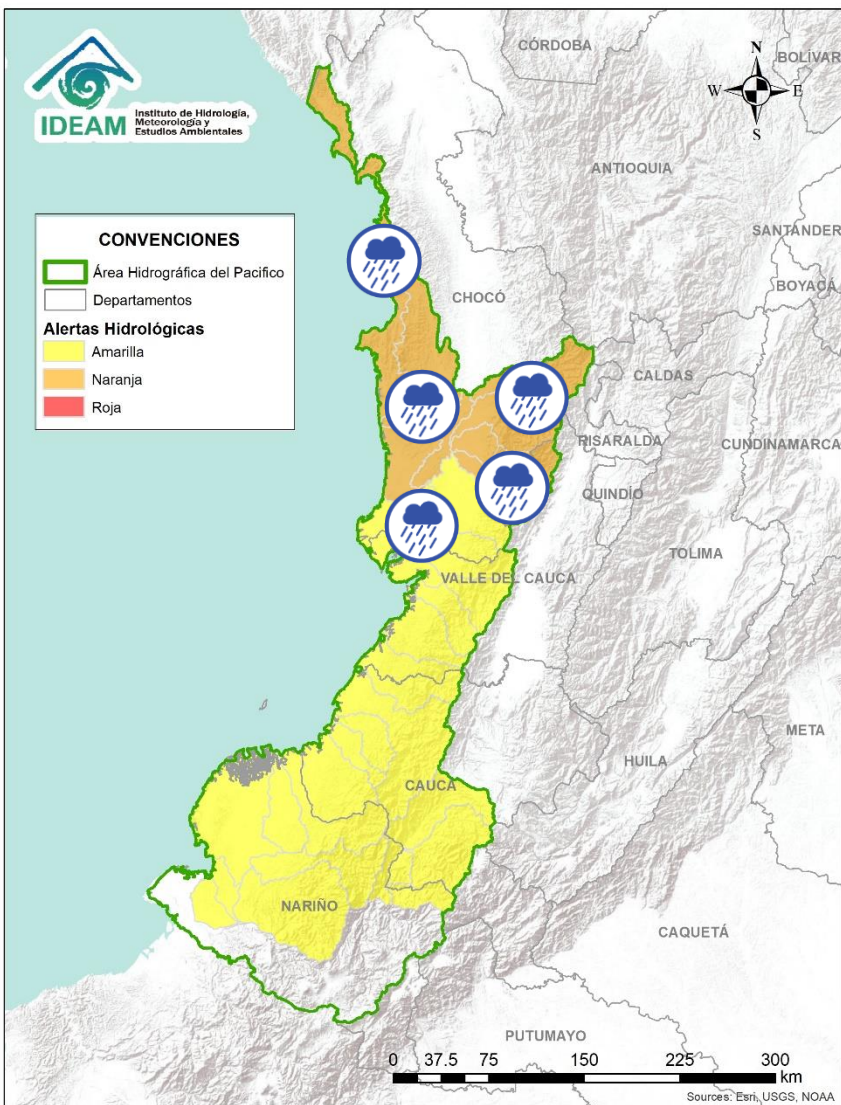 IDEAM
Instituto de Hidrología,
Meteorología y
Estudios Ambientales
CÓRDOBA
BOLÍVAR
N
W
E
S
ANTIOQUIA
SANTÁNDER
BOYACÁ
CONVENCIONES
Área Hidrográfica del Pacifico
Departamentos
Alertas Hidrológicas
Amarilla
Naranja
Roja
CHOCÓ
CALDAS
RISARALDA
CUNDINAMARCA
QUINDÍO
TOLIMA
VALLE DEL CAUCA
META
HUILA
CAUCA
NARIÑO
CAQUETÁ
PUTUMAYO
0 37.5 75 150 225 300
km
Sources: Esri, USGS, NOAA